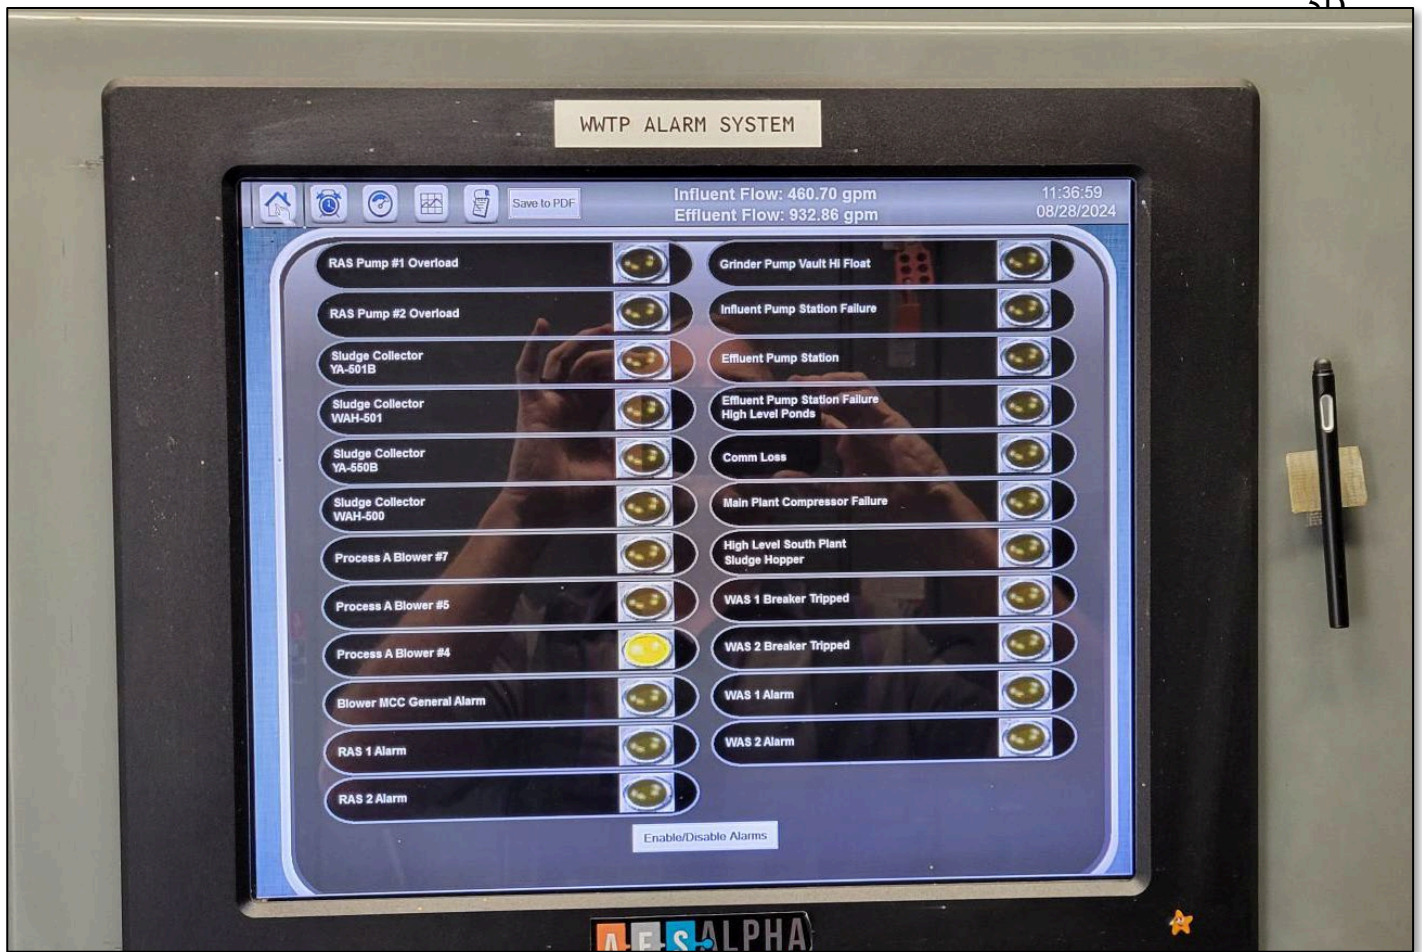 WWTP ALARM SYSTEM
Save to PDF
Influent Flow: 460.70 gpm
Effluent Flow: 932.86 gpm
11:36:59
08/28/2024
RAS Pump #1 Overload
RAS Pump #2 Overload
Sludge Collector
YA-501B
Sludge Collector
WAH-501
Sludge Collector
YA-550B
Sludge Collector
WAH-500
Process A Blower #7
Process A Blower #5
Process A Blower #4
Blower MCC General Alarm
RAS 1 Alarm
RAS 2 Alarm
Grinder Pump Vault Hi Float
Influent Pump Station Failure
Effluent Pump Station
Effluent Pump Station Failure
High Level Ponds
Comm Loss
Main Plant Compressor Failure
High Level South Plant
Sludge Hopper
WAS 1 Breaker Tripped
WAS 2 Breaker Tripped
WAS 1 Alarm
WAS 2 Alarm
Enable/Disable Alarms
AES ALPHA